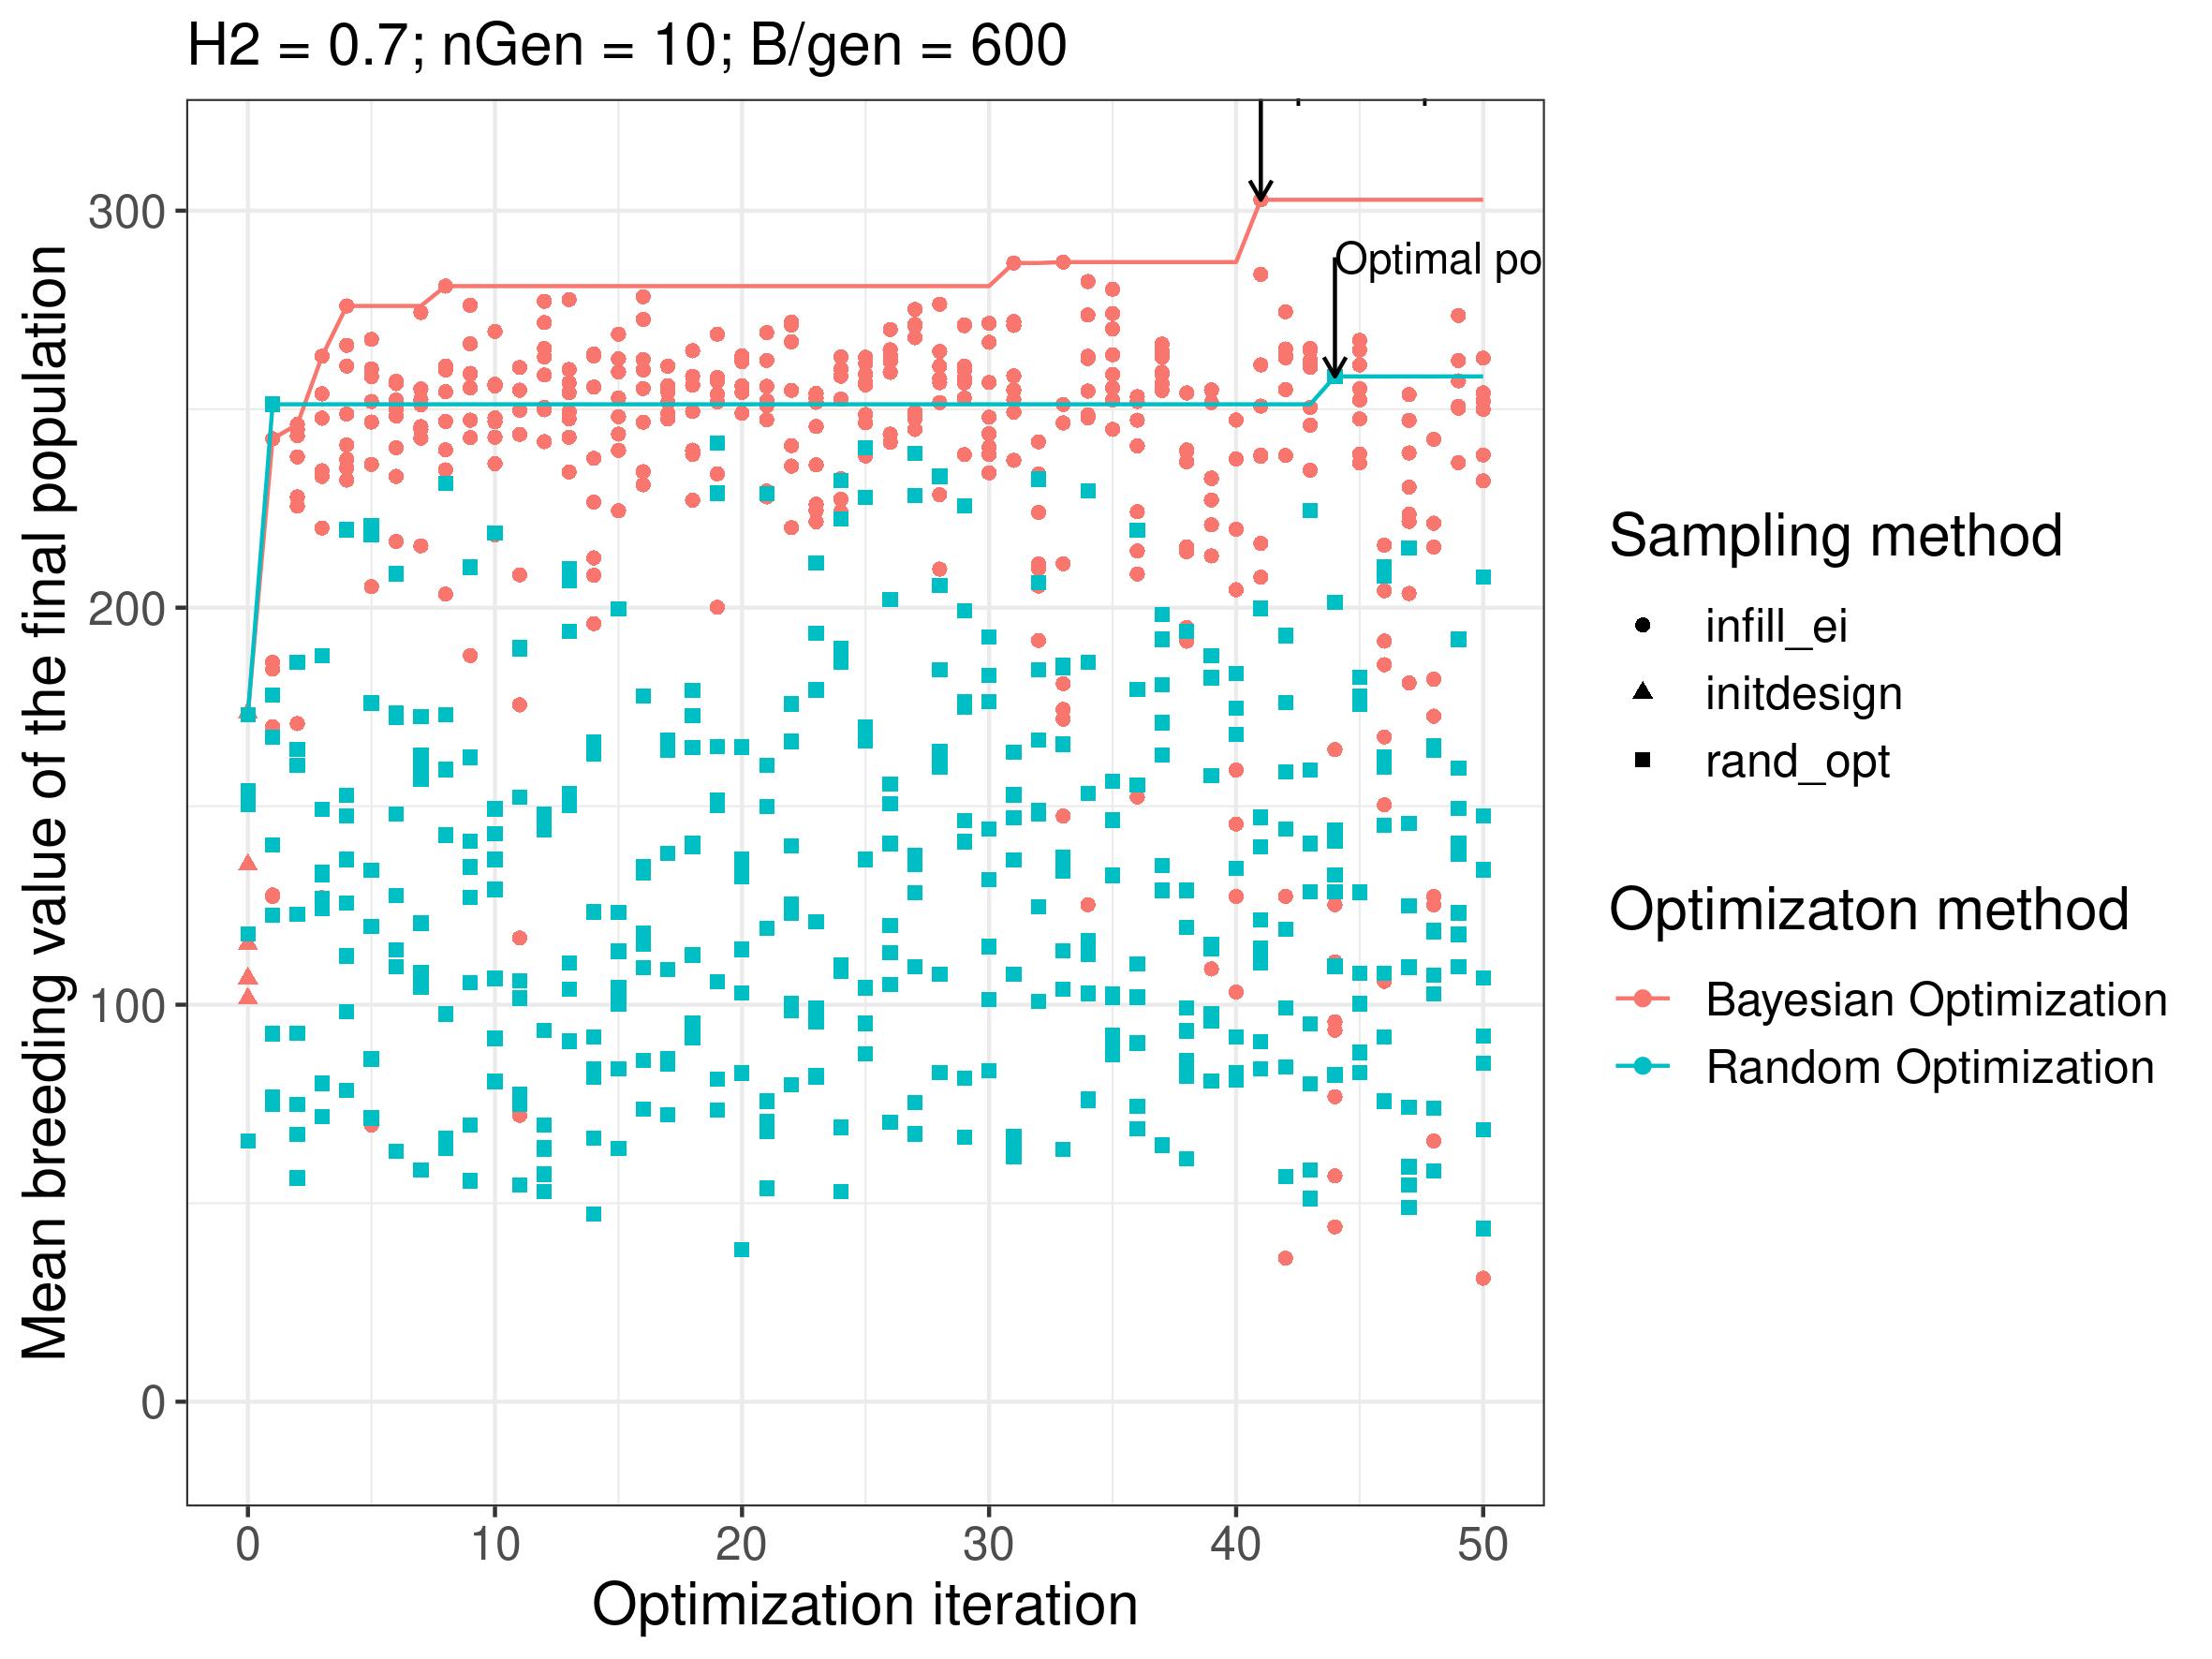 H2 = 0.7; nGen = 10; B/gen = 600
Mean breeding value of the final population
300
200
100
0
Optimal po
0 10 20 30 40 50
Optimization iteration
Sampling method
infill_ei
initdesign
rand_opt
Optimizaton method
Bayesian Optimization
Random Optimization